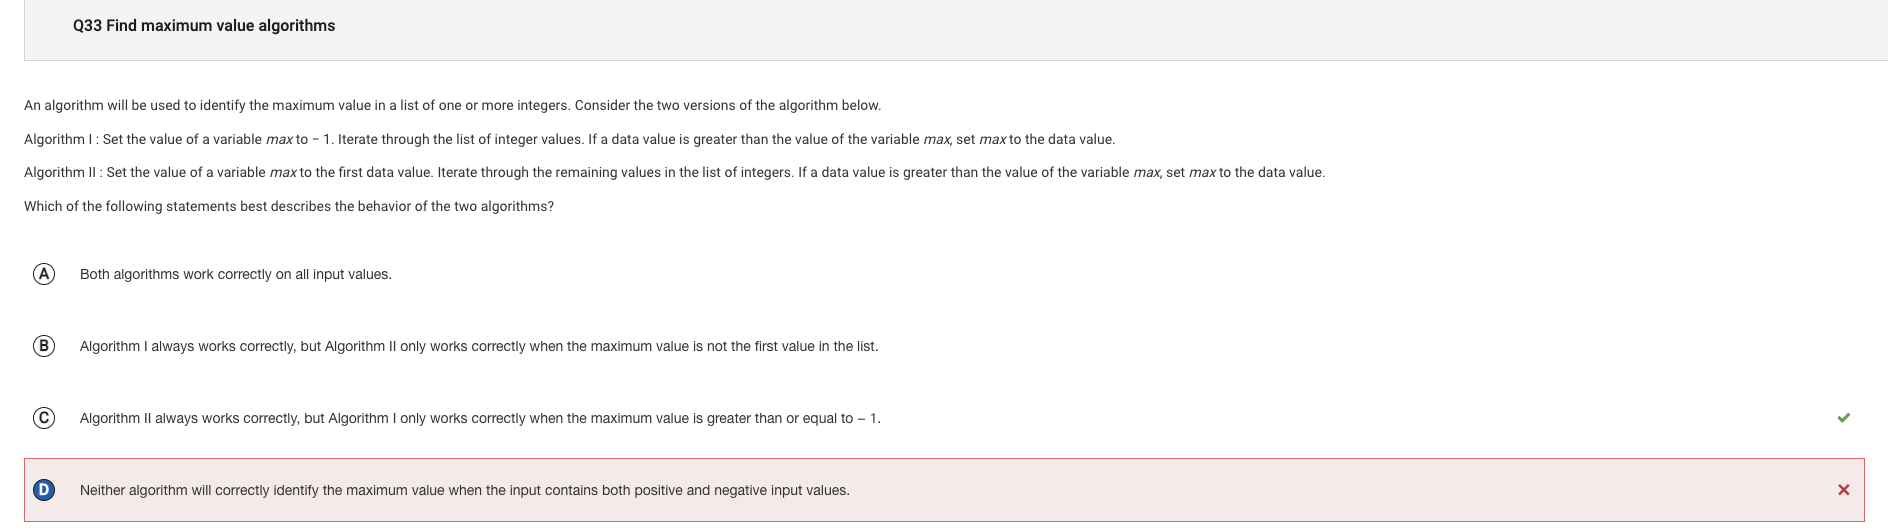 Q33 Find maximum value algorithms
An algorithm will be used to identify the maximum value in a list of one or more integers. Consider the two versions of the algorithm below.
Algorithm I : Set the value of a variable max to − 1. Iterate through the list of integer values. If a data value is greater than the value of the variable max, set max to the data value.
Algorithm II : Set the value of a variable max to the first data value. Iterate through the remaining values in the list of integers. If a data value is greater than the value of the variable max, set max to the data value.
Which of the following statements best describes the behavior of the two algorithms?
A Both algorithms work correctly on all input values.
B Algorithm I always works correctly, but Algorithm II only works correctly when the maximum value is not the first value in the list.
C Algorithm II always works correctly, but Algorithm I only works correctly when the maximum value is greater than or equal to − 1.
D Neither algorithm will correctly identify the maximum value when the input contains both positive and negative input values.